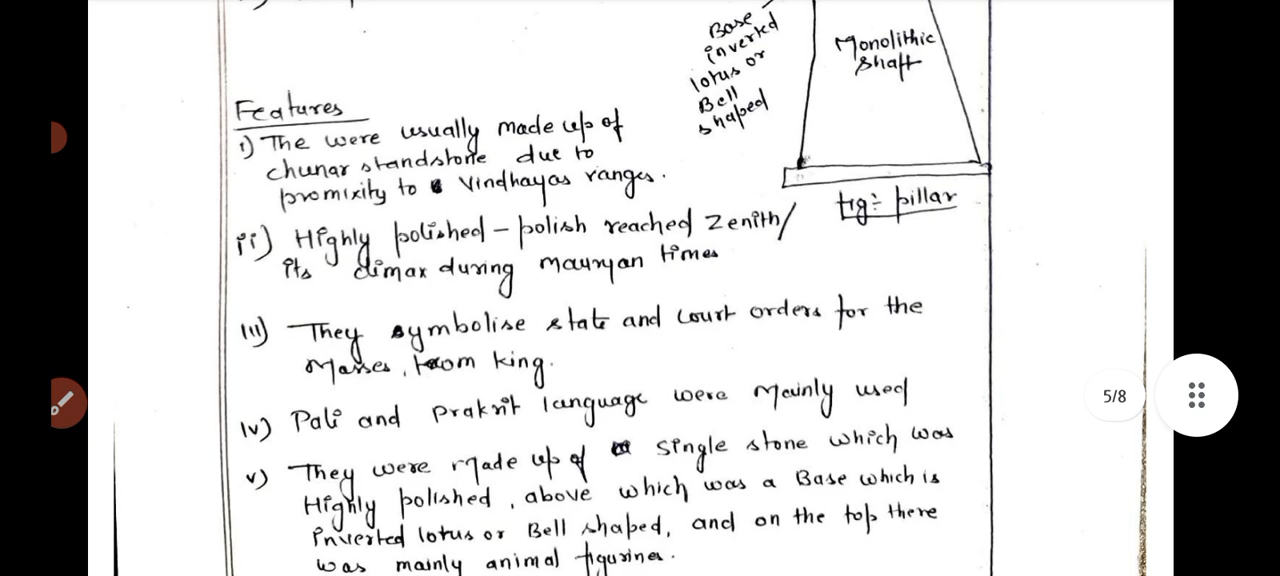 Base
inverted
lotus or
Bell
shaped
Monolithic
shaft
fig÷ pillar
Features
i) The were usually made up of
chunar standstone due to
promixity to Vindhayas ranges.
ii) Highly polished – polish reached zenith/
its climax during mauryan times
iii) They symbolise state and court orders for the
Masses, from king.
iv) Pali and prakrit language were mainly used
v) They were made up of a single stone which was
Highly polished, above which was a Base which is
inverted lotus or Bell shaped, and on the top there
was mainly animal figurines.
5/8